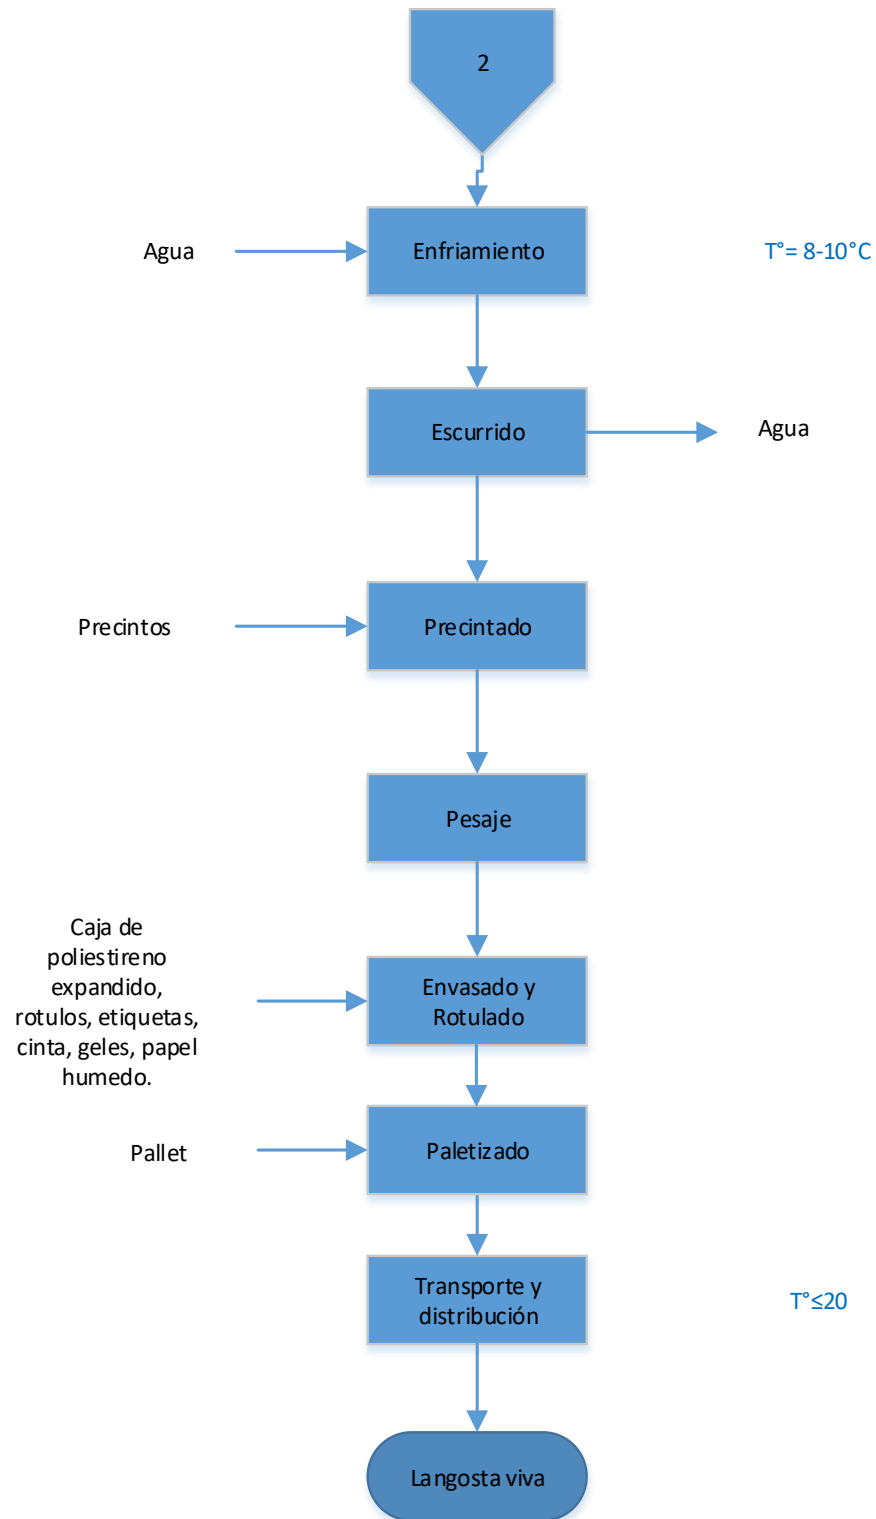 2
Agua
Enfriamiento
T°= 8-10°C
Escurrido
Agua
Precintos
Precintado
Pesaje
Caja de
poliestireno
expandido,
rotulos, etiquetas,
cinta, geles, papel
humedo.
Envasado y
Rotulado
Pallet
Paletizado
Transporte y
distribución
T°≤20
Langosta viva